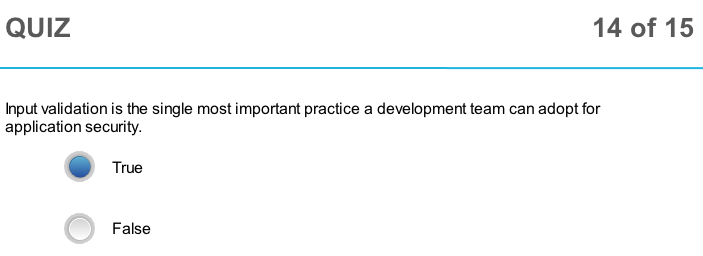 QUIZ 14 of 15
Input validation is the single most important practice a development team can adopt for
application security.
True
False